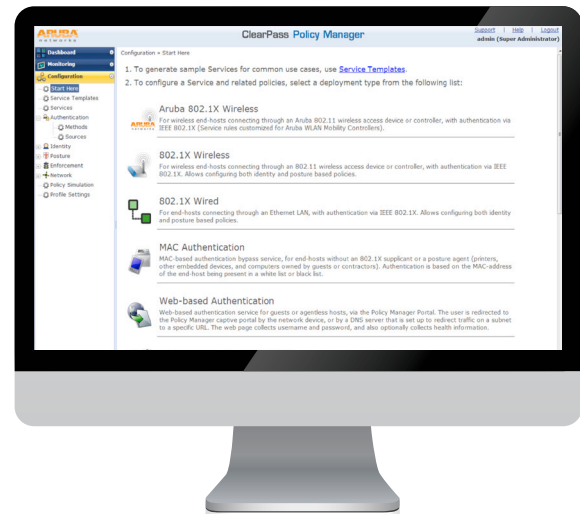 ARUBA
networks
ClearPass Policy Manager
Support | Help | Logout
admin (Super Administrator)
Dashboard
Monitoring
Configuration
Start Here
Service Templates
Services
Authentication
Methods
Sources
Identity
Posture
Enforcement
Network
Policy Simulation
Profile Settings
Configuration » Start Here
1. To generate sample Services for common use cases, use Service Templates.
2. To configure a Service and related policies, select a deployment type from the following list:
ARUBA
networks
Aruba 802.1X Wireless
For wireless end-hosts connecting through an Aruba 802.11 wireless access device or controller, with authentication via
IEEE 802.1X (Service rules customized for Aruba WLAN Mobility Controllers).
802.1X Wireless
For wireless end-hosts connecting through an 802.11 wireless access device or controller, with authentication via IEEE
802.1X. Allows configuring both identity and posture based policies.
802.1X Wired
For end-hosts connecting through an Ethernet LAN, with authentication via IEEE 802.1X. Allows configuring both identity
and posture based policies.
MAC Authentication
MAC-based authentication bypass service, for end-hosts without an 802.1X supplicant or a posture agent (printers,
other embedded devices, and computers owned by guests or contractors). Authentication is based on the MAC-address
of the end-host being present in a white list or black list.
Web-based Authentication
Web-based authentication service for guests or agentless hosts, via the Policy Manager Portal. The user is redirected to
the Policy Manager captive portal by the network device, or by a DNS server that is set up to redirect traffic on a subnet
to a specific URL. The web page collects username and password, and also optionally collects health information.